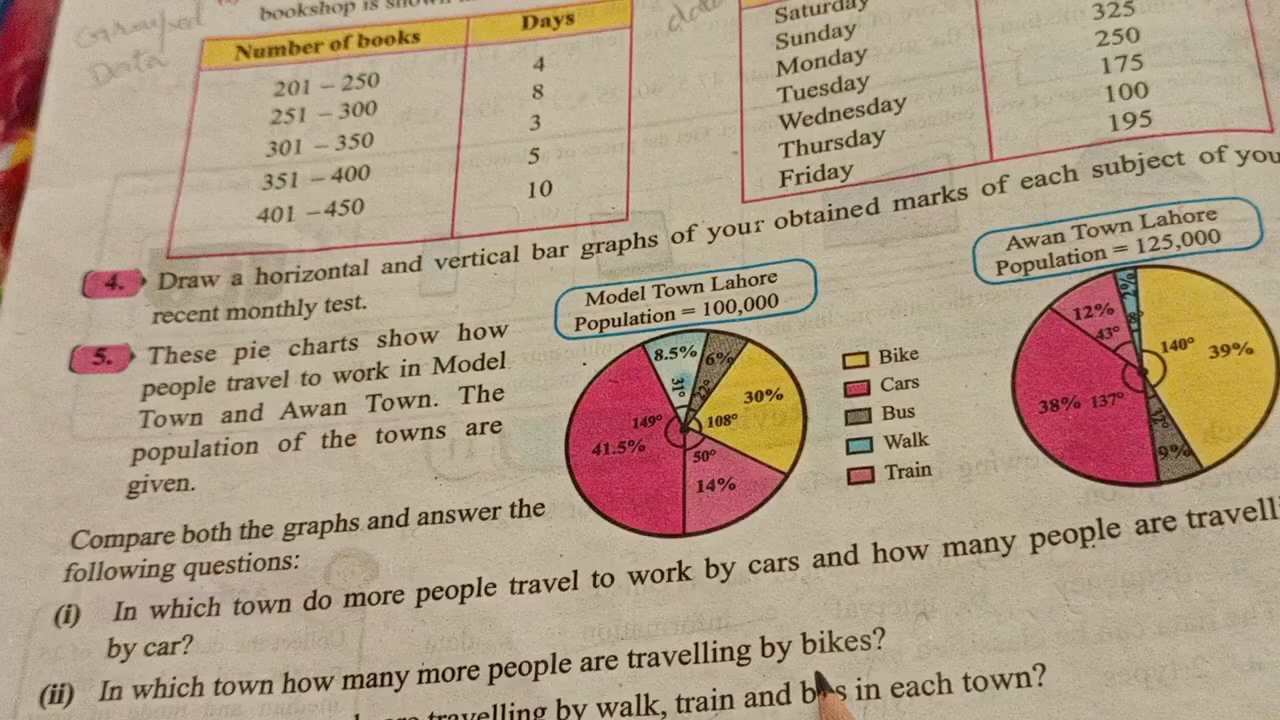 Grouped
Data
bookshop is shown
Number of books Days
201 – 250 4
251 – 300 8
301 – 350 3
351 – 400 5
401 –450 10
data
Saturday
Sunday 325
Monday 250
Tuesday 175
Wednesday 100
Thursday 195
Friday
4. Draw a horizontal and vertical bar graphs of your obtained marks of each subject of you
recent monthly test.
5. These pie charts show how
people travel to work in Model
Town and Awan Town. The
population of the towns are
given.
Model Town Lahore
Population = 100,000
8.5% 6%
31° 22° 30%
149° 108°
41.5% 50°
14%
Bike
Cars
Bus
Walk
Train
Awan Town Lahore
Population = 125,000
2%
12% 8°
43° 140° 39%
38% 137° 32°
9%
Compare both the graphs and answer the
following questions:
(i) In which town do more people travel to work by cars and how many people are travell
by car?
(ii) In which town how many more people are travelling by bikes?
travelling by walk, train and in each town?